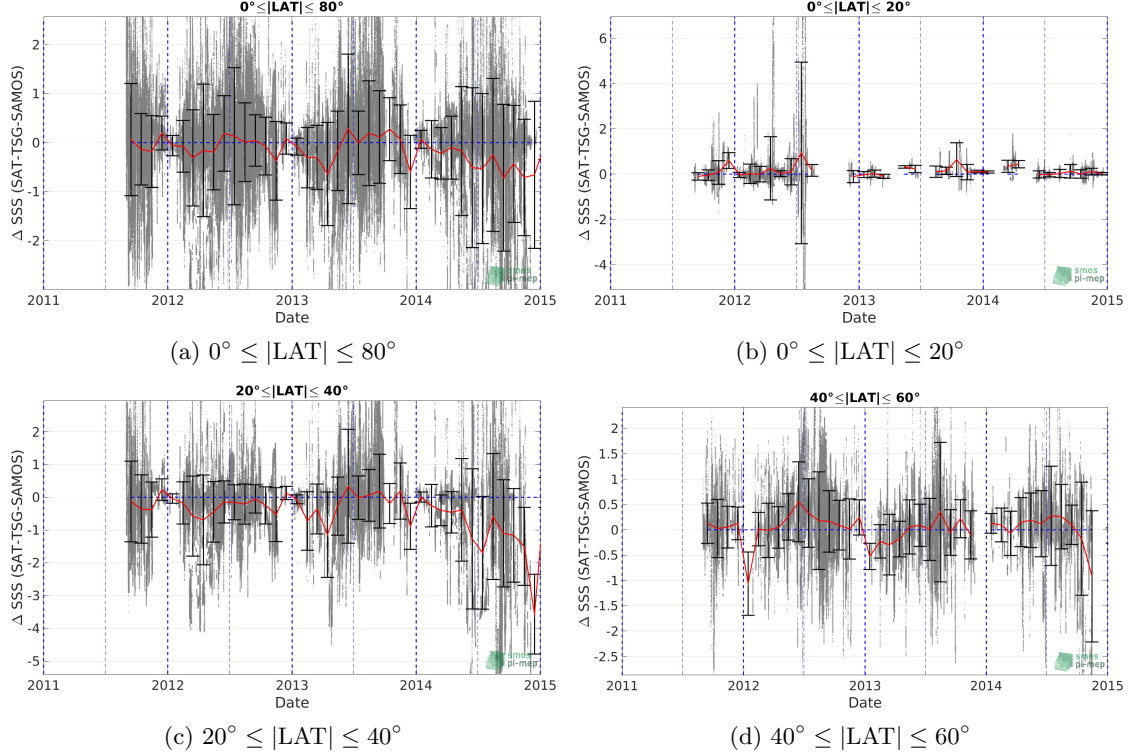 0°≤|LAT|≤ 80°
Δ SSS (SAT-TSG-SAMOS)
2
1
0
-1
-2
2011
2012
2013
2014
2015
Date
smos
pi-mep
(a) 0° ≤ |LAT| ≤ 80°
0°≤|LAT|≤ 20°
Δ SSS (SAT-TSG-SAMOS)
6
4
2
0
-2
-4
2011
2012
2013
2014
2015
Date
smos
pi-mep
(b) 0° ≤ |LAT| ≤ 20°
20°≤|LAT|≤ 40°
Δ SSS (SAT-TSG-SAMOS)
2
1
0
-1
-2
-3
-4
-5
2011
2012
2013
2014
2015
Date
smos
pi-mep
(c) 20° ≤ |LAT| ≤ 40°
40°≤|LAT|≤ 60°
Δ SSS (SAT-TSG-SAMOS)
2
1.5
1
0.5
0
-0.5
-1
-1.5
-2
-2.5
2011
2012
2013
2014
2015
Date
smos
pi-mep
(d) 40° ≤ |LAT| ≤ 60°